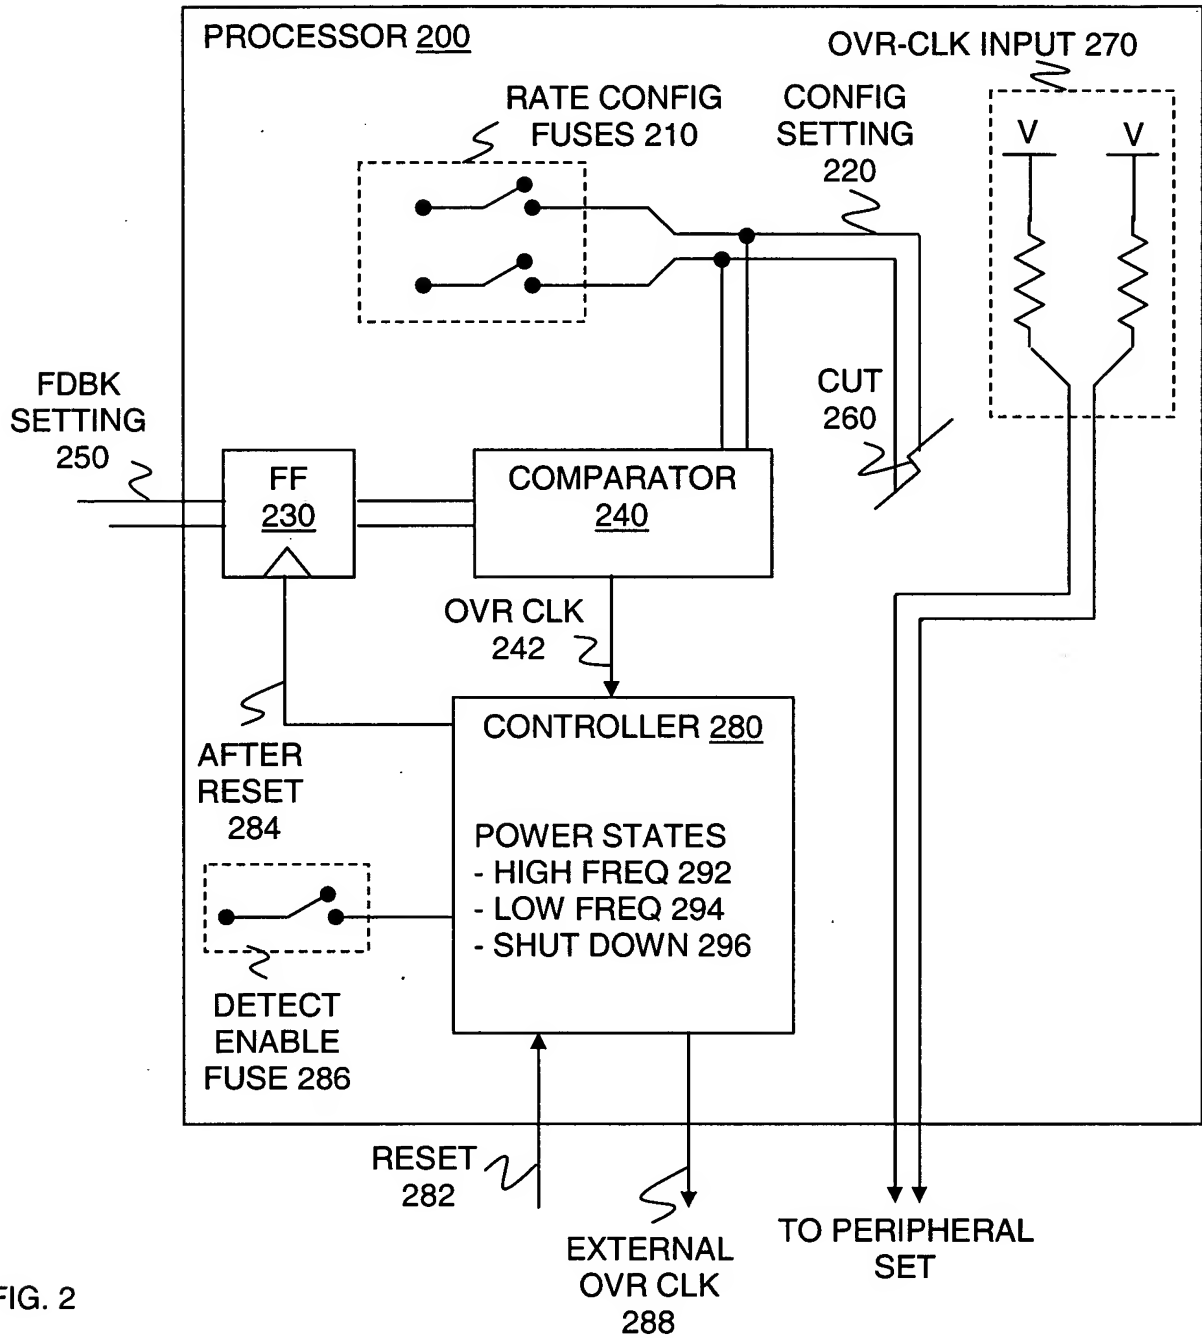 PROCESSOR 200
OVR-CLK INPUT 270
RATE CONFIG
FUSES 210
CONFIG
SETTING
220
V
V
FDBK
SETTING
250
CUT
260
FF
230
COMPARATOR
240
OVR CLK
242
CONTROLLER 280
AFTER
RESET
284
POWER STATES
- HIGH FREQ 292
- LOW FREQ 294
- SHUT DOWN 296
DETECT
ENABLE
FUSE 286
RESET
282
EXTERNAL
OVR CLK
288
TO PERIPHERAL
SET
FIG. 2